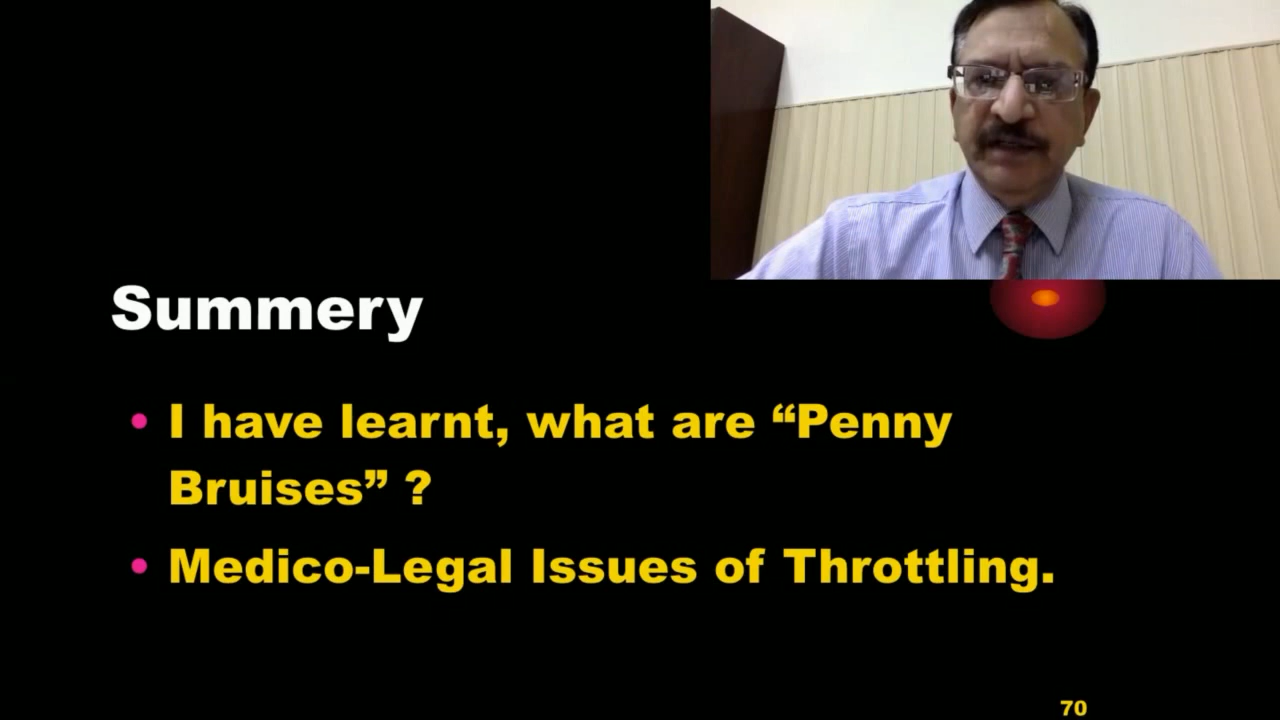 Summery
• I have learnt, what are “Penny
Bruises” ?
• Medico-Legal Issues of Throttling.
70